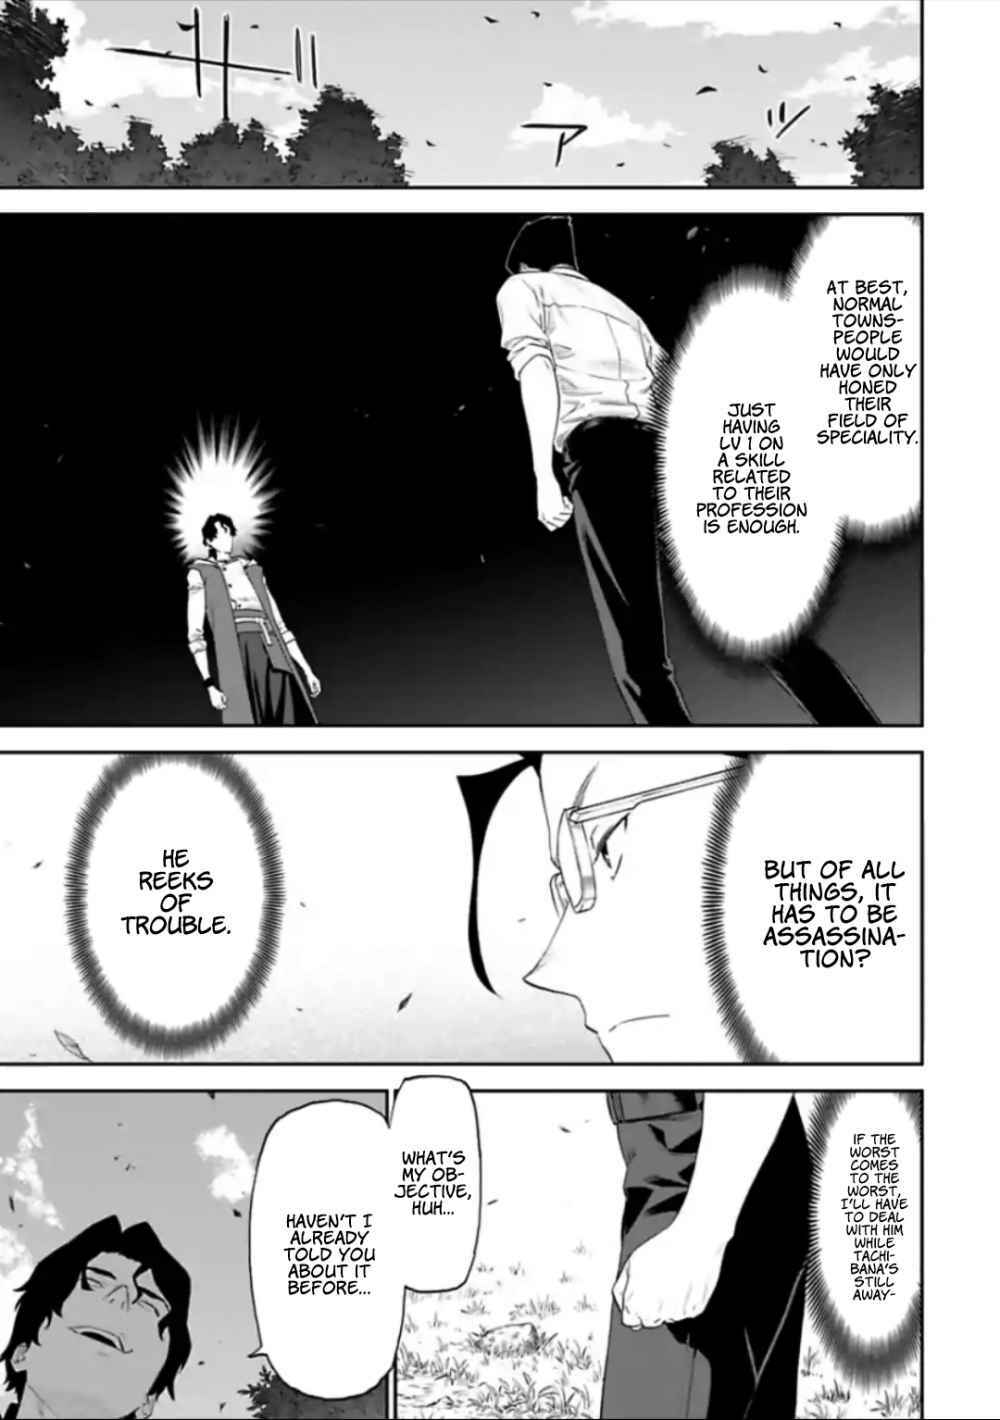 ザァッ
AT BEST,
NORMAL
TOWNS-
PEOPLE
WOULD
HAVE ONLY
HONED
THEIR
FIELD OF
SPECIALITY.
JUST
HAVING
LV 1 ON
A SKILL
RELATED
TO THEIR
PROFESSION
IS ENOUGH.
BUT OF ALL
THINGS, IT
HAS TO BE
ASSASSINA-
TION?
HE
REEKS
OF
TROUBLE.
IF THE
WORST
COMES
TO THE
WORST,
I'LL HAVE
TO DEAL
WITH HIM
WHILE
TACHI-
BANA'S
STILL
AWAY-
WHAT'S
MY OB-
JECTIVE,
HUH...
HAVEN'T I
ALREADY
TOLD YOU
ABOUT IT
BEFORE...